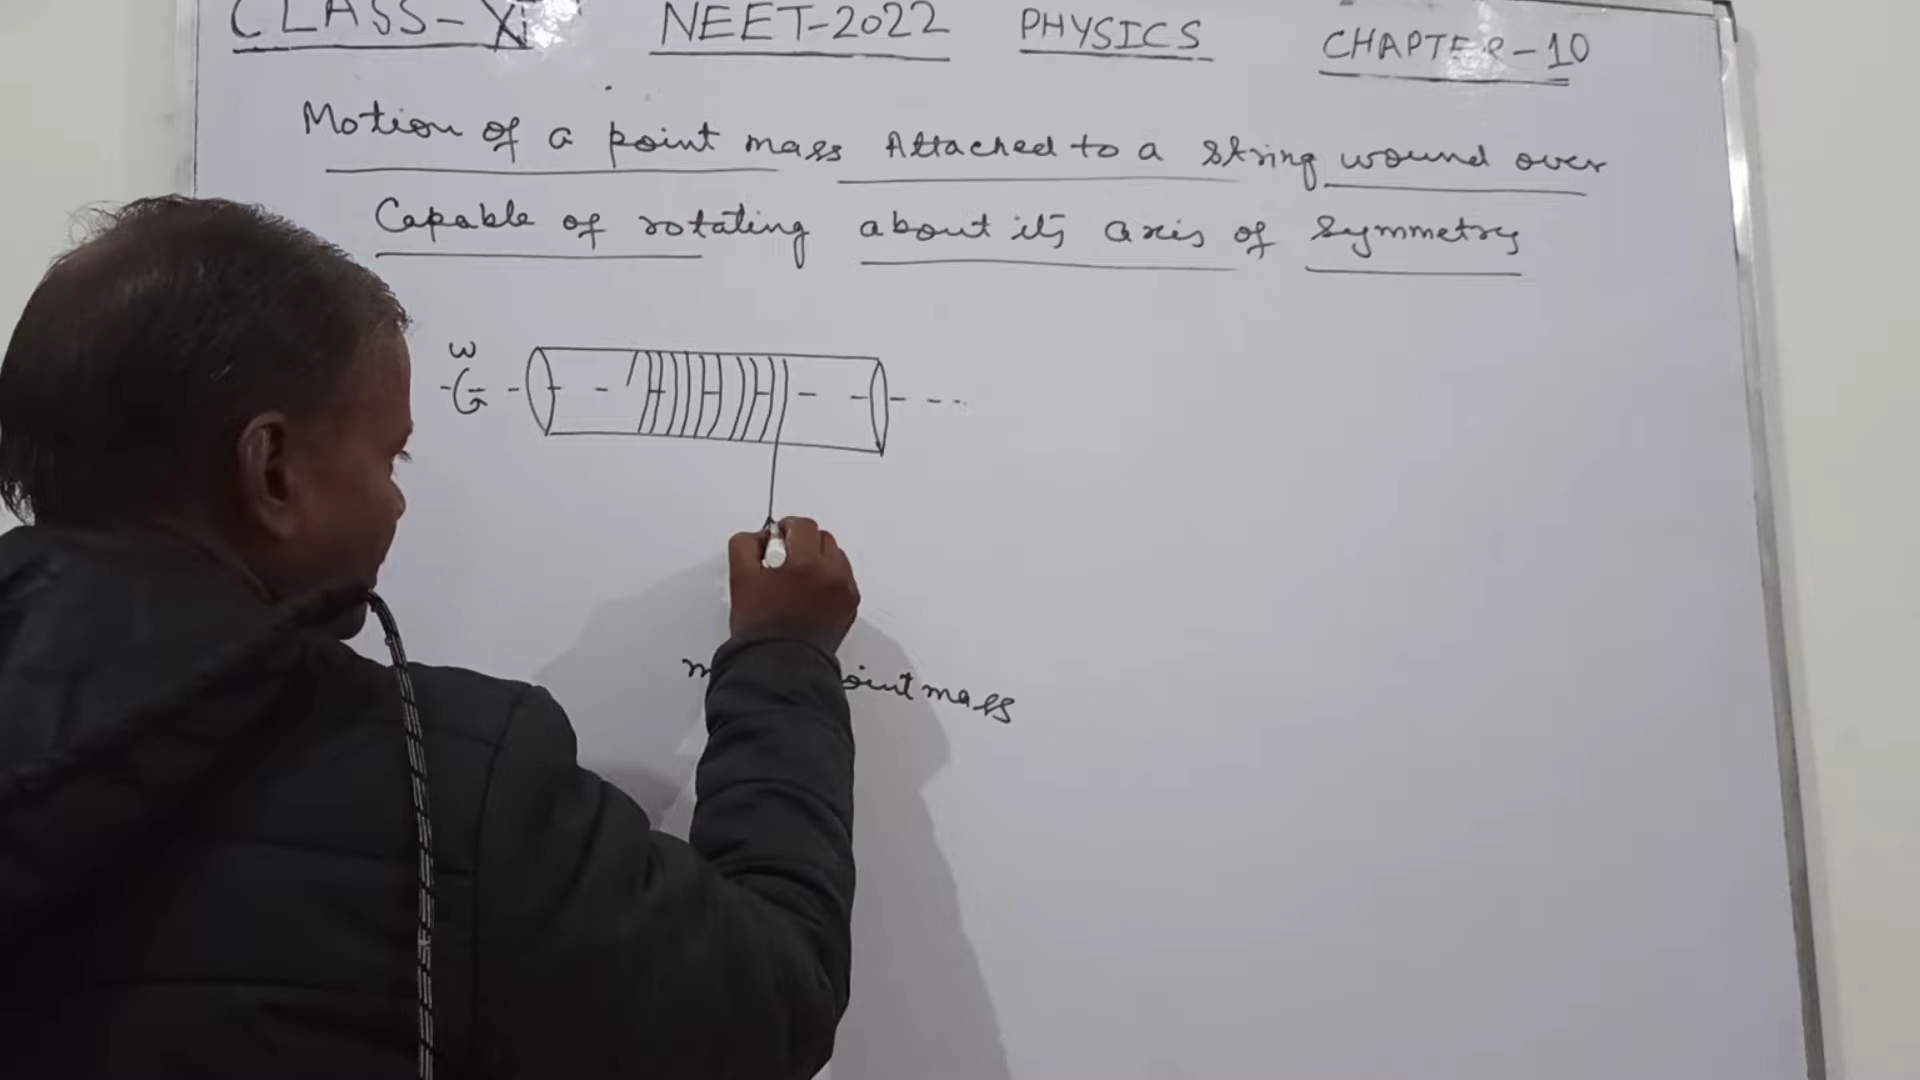 CLASS-XI NEET-2022 PHYSICS CHAPTER-10
Motion of a point mass Attached to a string wound over
Capable of rotating about its axis of symmetry
ω
mass